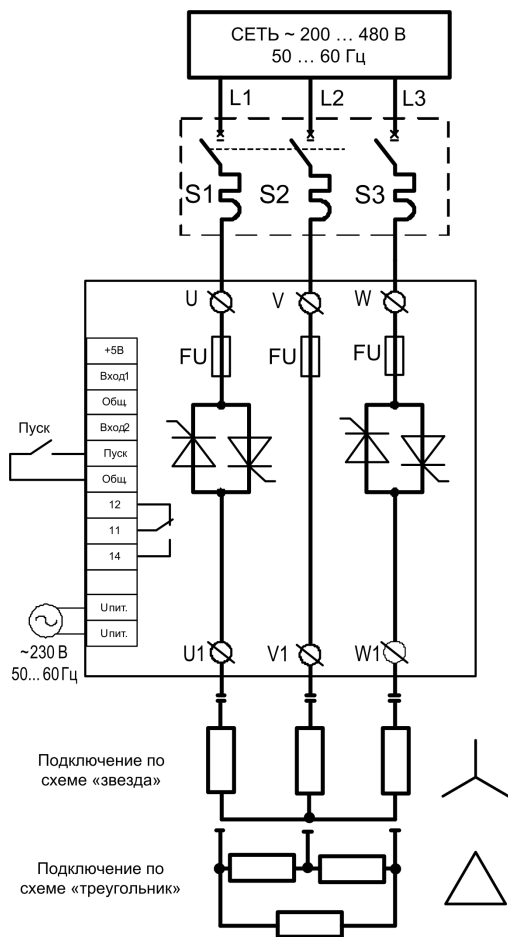 СЕТЬ ~ 200 ... 480 В
50 ... 60 Гц
L1 L2 L3
S1 S2 S3
U V W
FU FU FU
+5В
Вход1
Общ.
Вход2
Пуск
Пуск
Общ.
12
11
14
Uпит.
Uпит.
~230 В
50... 60 Гц
U1 V1 W1
Подключение по
схеме «звезда»
Подключение по
схеме «треугольник»